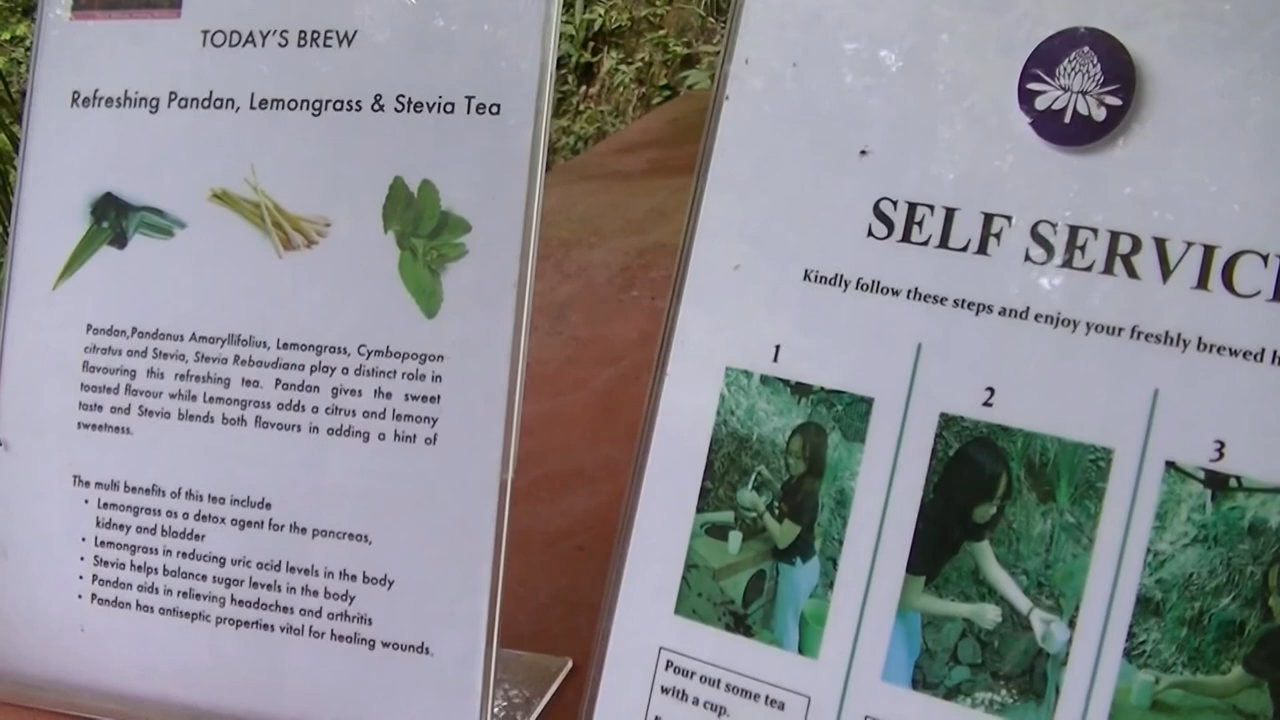 TODAY'S BREW
Refreshing Pandan, Lemongrass & Stevia Tea
Pandan,Pandanus Amaryllifolius, Lemongrass, Cymbopogon
citratus and Stevia, Stevia Rebaudiana play a distinct role in
flavouring this refreshing tea. Pandan gives the sweet
toasted flavour while Lemongrass adds a citrus and lemony
taste and Stevia blends both flavours in adding a hint of
sweetness.
The multi benefits of this tea include
• Lemongrass as a detox agent for the pancreas,
kidney and bladder
• Lemongrass in reducing uric acid levels in the body
• Stevia helps balance sugar levels in the body
• Pandan aids in relieving headaches and arthritis
• Pandan has antiseptic properties vital for healing wounds.
SELF SERVIC
Kindly follow these steps and enjoy your freshly brewed h
1
2
3
Pour out some tea
with a cup.